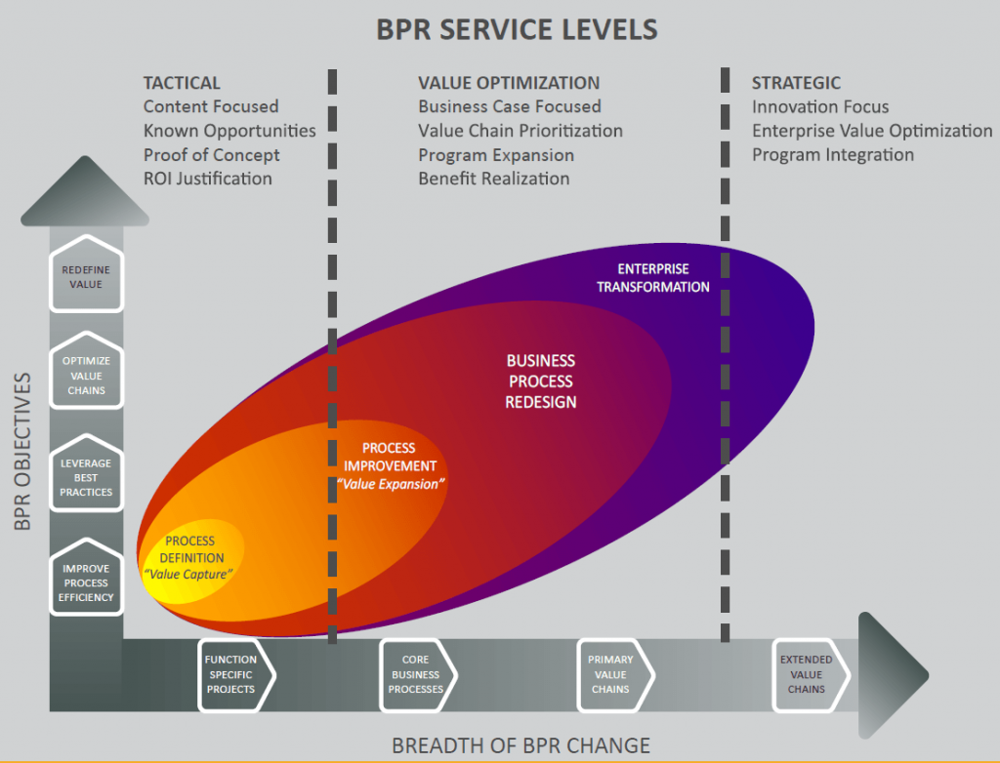 BPR SERVICE LEVELS
TACTICAL
Content Focused
Known Opportunities
Proof of Concept
ROI Justification
VALUE OPTIMIZATION
Business Case Focused
Value Chain Prioritization
Program Expansion
Benefit Realization
STRATEGIC
Innovation Focus
Enterprise Value Optimization
Program Integration
BPR OBJECTIVES
REDEFINE
VALUE
OPTIMIZE
VALUE
CHAINS
LEVERAGE
BEST
PRACTICES
IMPROVE
PROCESS
EFFICIENCY
ENTERPRISE
TRANSFORMATION
BUSINESS
PROCESS
REDESIGN
PROCESS
IMPROVEMENT
"Value Expansion"
PROCESS
DEFINITION
"Value Capture"
FUNCTION
SPECIFIC
PROJECTS
CORE
BUSINESS
PROCESSES
PRIMARY
VALUE
CHAINS
EXTENDED
VALUE
CHAINS
BREADTH OF BPR CHANGE